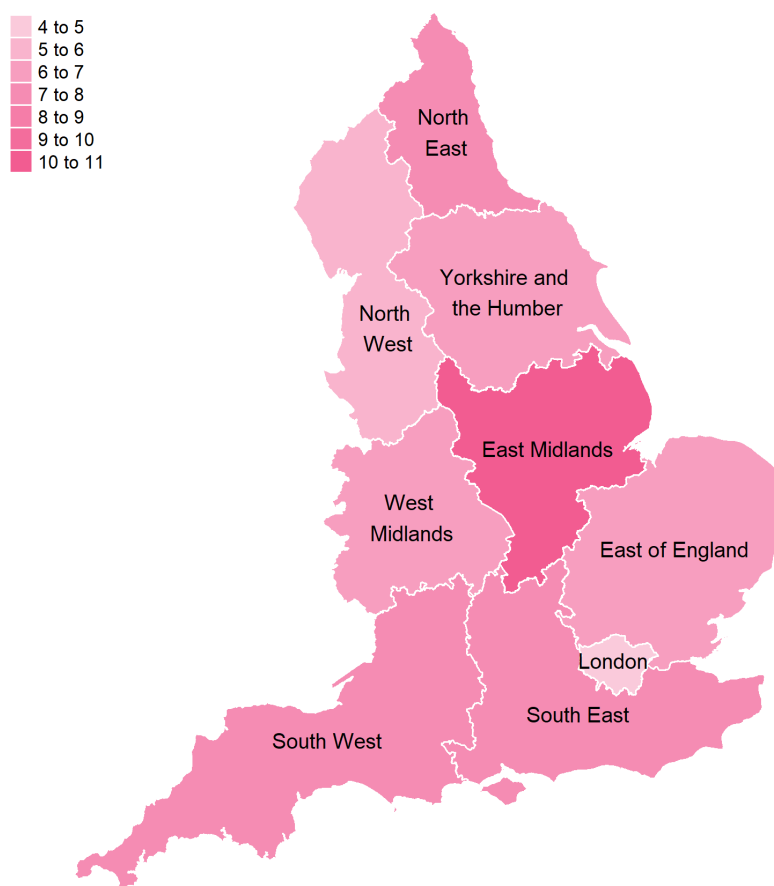 4 to 5
5 to 6
6 to 7
7 to 8
8 to 9
9 to 10
10 to 11
North
East
Yorkshire and
the Humber
North
West
East Midlands
West
Midlands
East of England
London
South East
South West